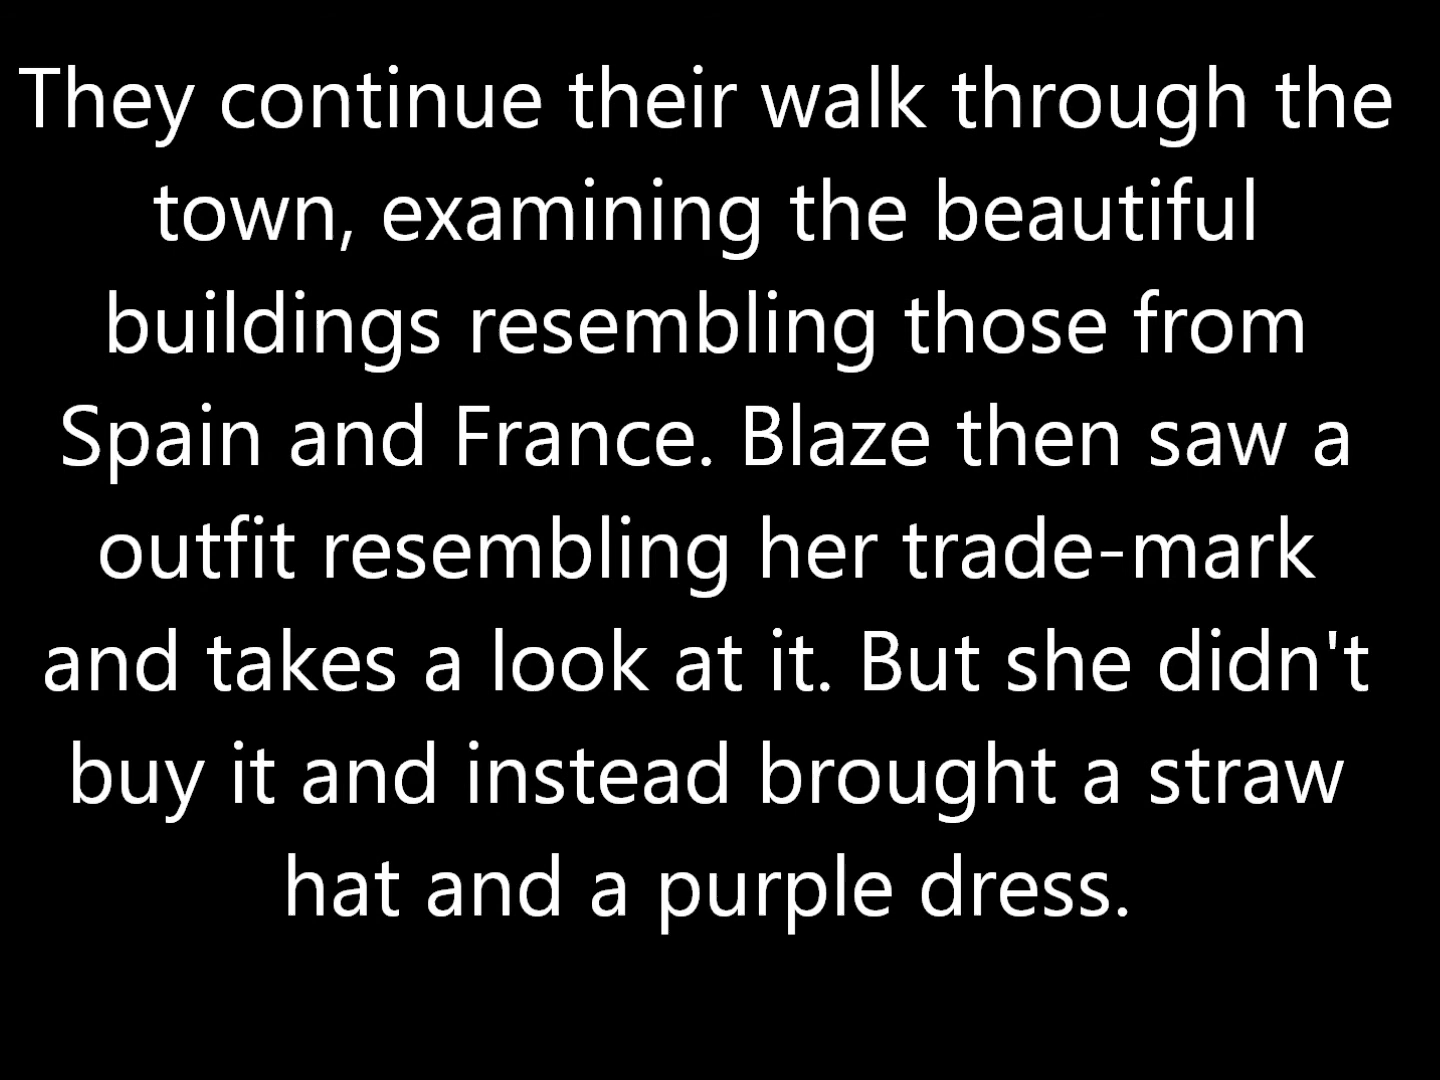 They continue their walk through the
town, examining the beautiful
buildings resembling those from
Spain and France. Blaze then saw a
outfit resembling her trade-mark
and takes a look at it. But she didn't
buy it and instead brought a straw
hat and a purple dress.